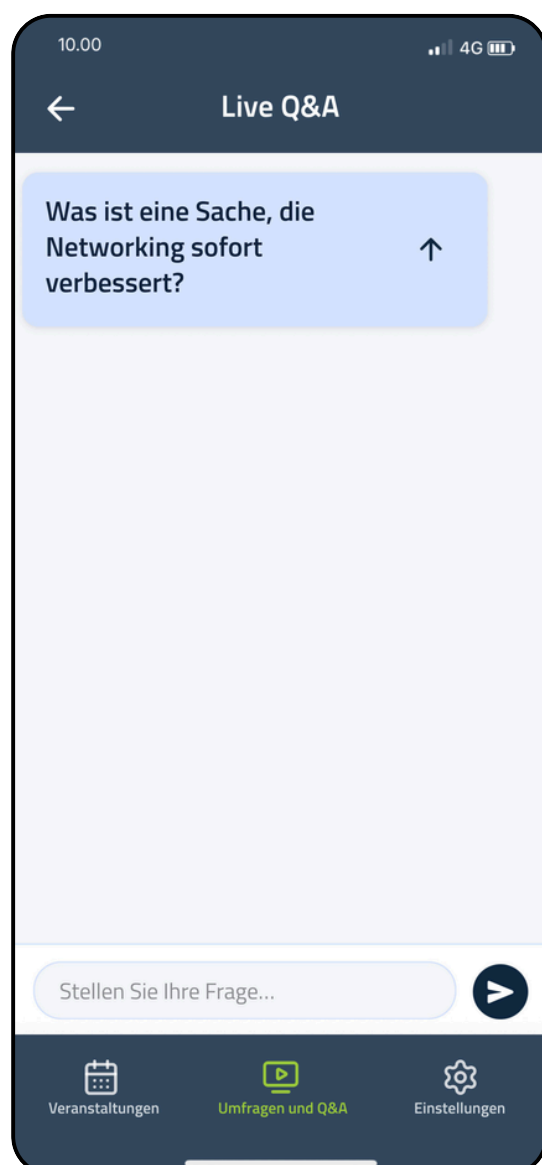 10.00
4G
Live Q&A
Was ist eine Sache, die
Networking sofort
verbessert?
Stellen Sie Ihre Frage...
Veranstaltungen
Umfragen und Q&A
Einstellungen